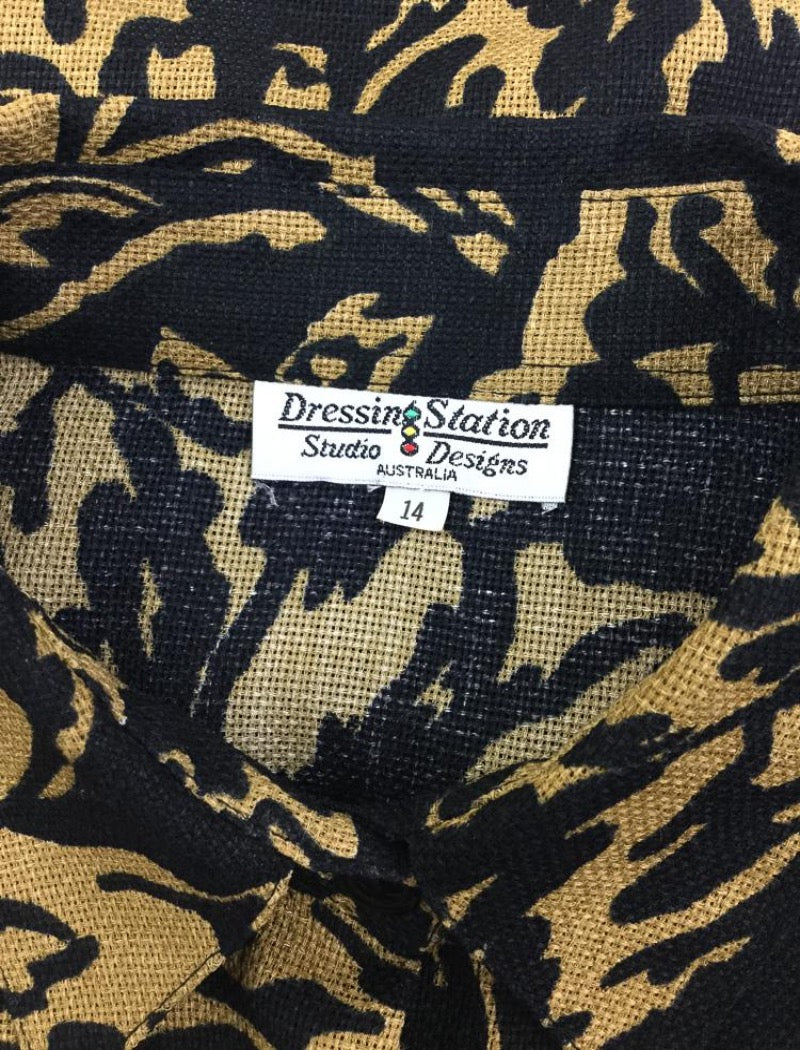 Dressing Station
Studio Designs
AUSTRALIA
14